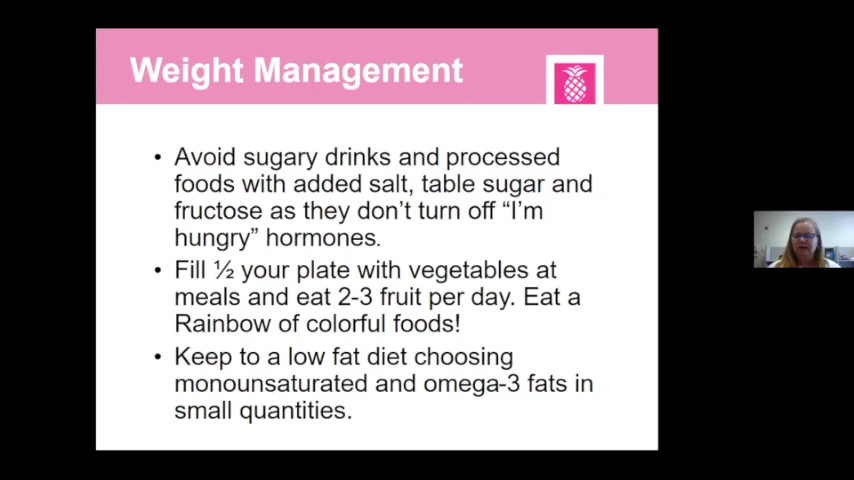 Weight Management
• Avoid sugary drinks and processed
foods with added salt, table sugar and
fructose as they don't turn off “I'm
hungry” hormones.
• Fill ½ your plate with vegetables at
meals and eat 2-3 fruit per day. Eat a
Rainbow of colorful foods!
• Keep to a low fat diet choosing
monounsaturated and omega-3 fats in
small quantities.